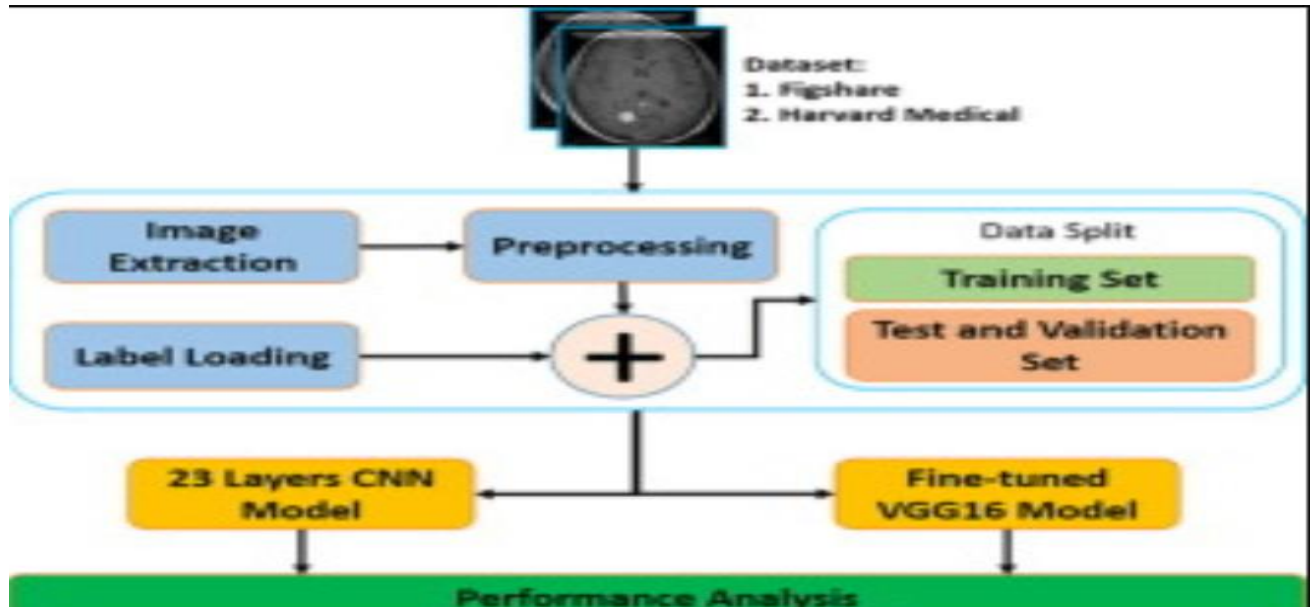 Dataset:
1. Figshare
2. Harvard Medical
Image
Extraction
Preprocessing
Label Loading
Data Split
Training Set
Test and Validation
Set
23 Layers CNN
Model
Fine-tuned
VGG16 Model
Performance Analysis